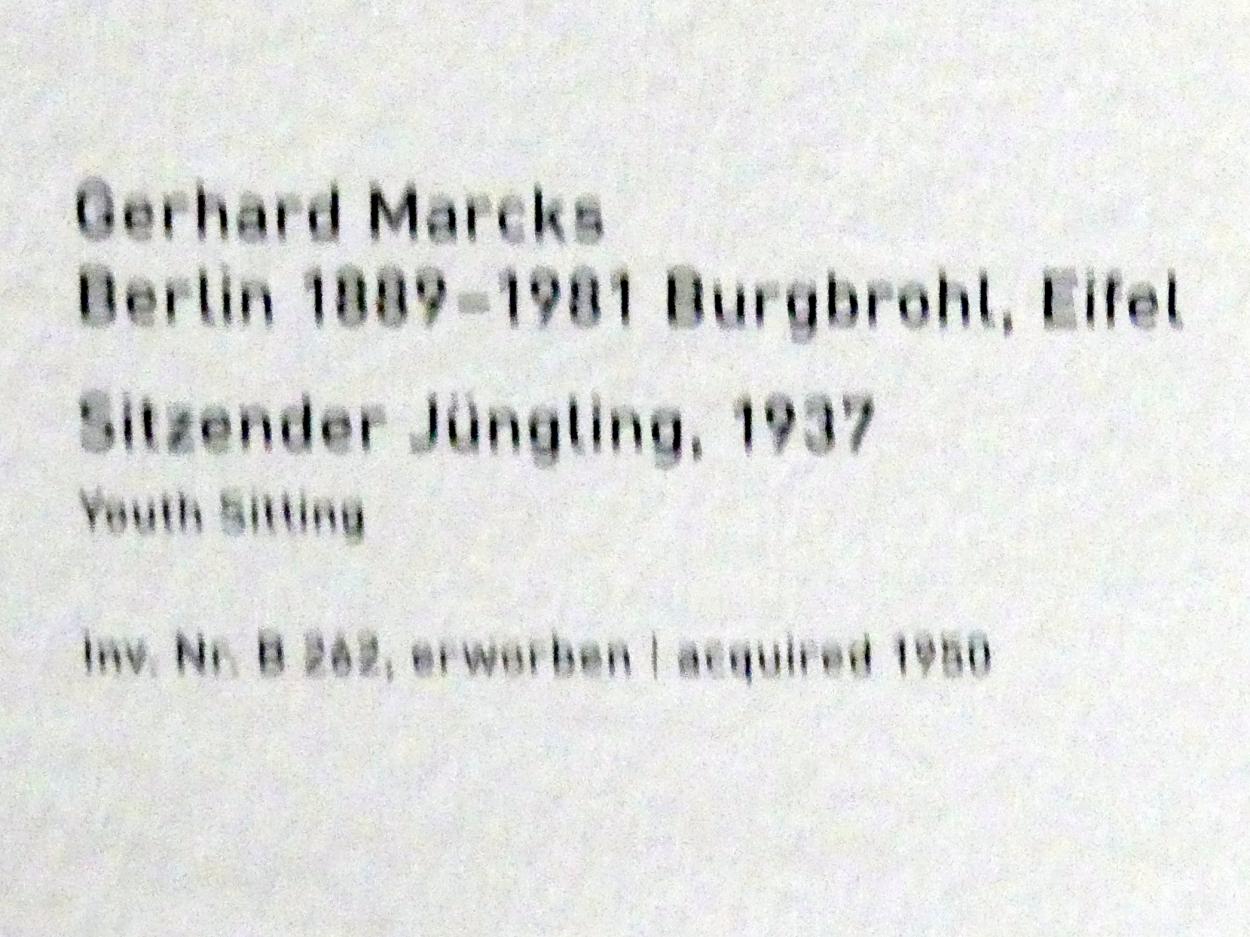 Gerhard Marcks
Berlin 1889–1981 Burgbrohl, Eifel
Sitzender Jüngling, 1937
Youth Sitting
Inv. Nr. B 262, erworben | acquired 1950